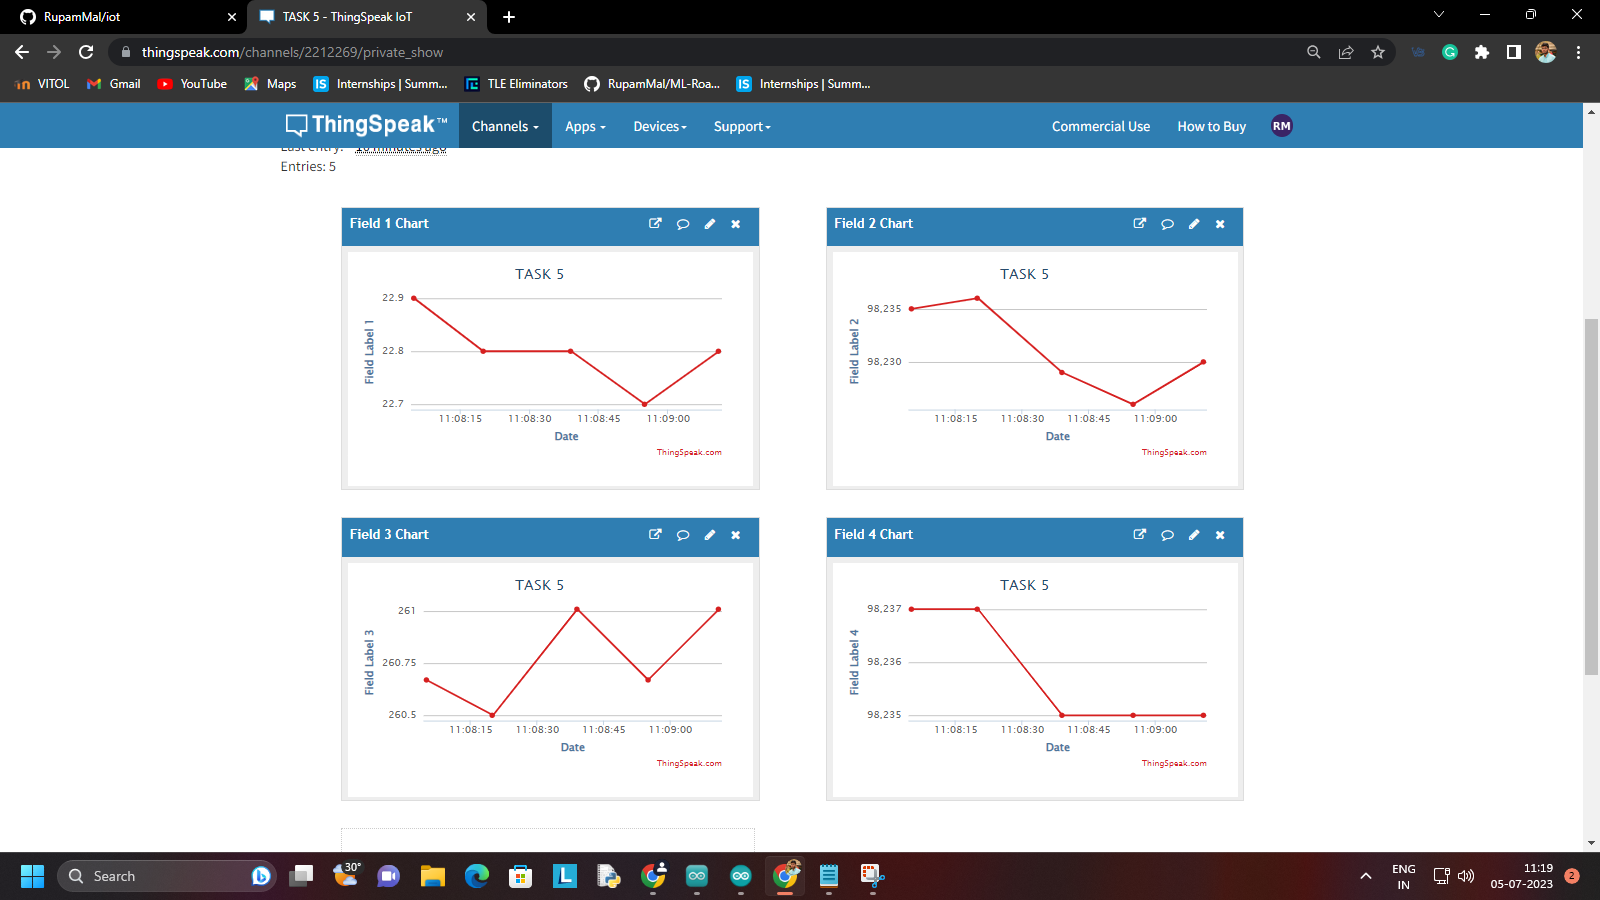 RupamMal/iot
TASK 5 - ThingSpeak IoT
thingspeak.com/channels/2212269/private_show
VITOL
Gmail
YouTube
Maps
IS Internships | Summ...
TLE Eliminators
RupamMal/ML-Roa...
IS Internships | Summ...
ThingSpeak™
Channels
Apps
Devices
Support
Commercial Use
How to Buy
RM
Entries: 5
Field 1 Chart
TASK 5
Field Label 1
22.9
22.8
22.7
11:08:15 11:08:30 11:08:45 11:09:00
Date
ThingSpeak.com
Field 2 Chart
TASK 5
Field Label 2
98,235
98,230
11:08:15 11:08:30 11:08:45 11:09:00
Date
ThingSpeak.com
Field 3 Chart
TASK 5
Field Label 3
261
260.75
260.5
11:08:15 11:08:30 11:08:45 11:09:00
Date
ThingSpeak.com
Field 4 Chart
TASK 5
Field Label 4
98,237
98,236
98,235
11:08:15 11:08:30 11:08:45 11:09:00
Date
ThingSpeak.com
Search
30°
L
ENG
IN
11:19
05-07-2023
2